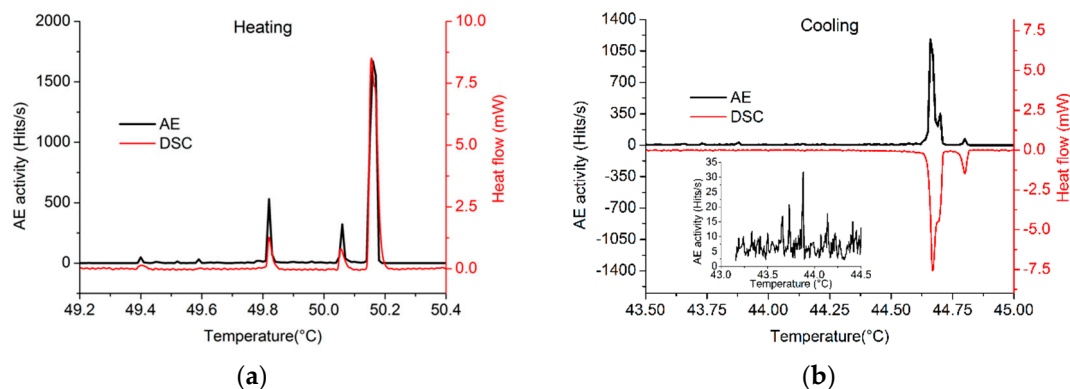 (a)
Heating
AE activity (Hits/s)
2000
1500
1000
500
0
AE
DSC
10.0
7.5
5.0
2.5
0.0
Heat flow (mW)
49.2 49.4 49.6 49.8 50.0 50.2 50.4
Temperature(°C)
(a)
(b)
Cooling
AE activity (Hits/s)
1400
1050
700
350
0
-350
-700
-1050
-1400
AE
DSC
7.5
5.0
2.5
0.0
-2.5
-5.0
-7.5
Heat flow (mW)
AE activity (Hits/s)
35
30
25
20
15
10
5
0
43.0 43.5 44.0 44.5
Temperature (°C)
43.50 43.75 44.00 44.25 44.50 44.75 45.00
Temperature(°C)
(b)